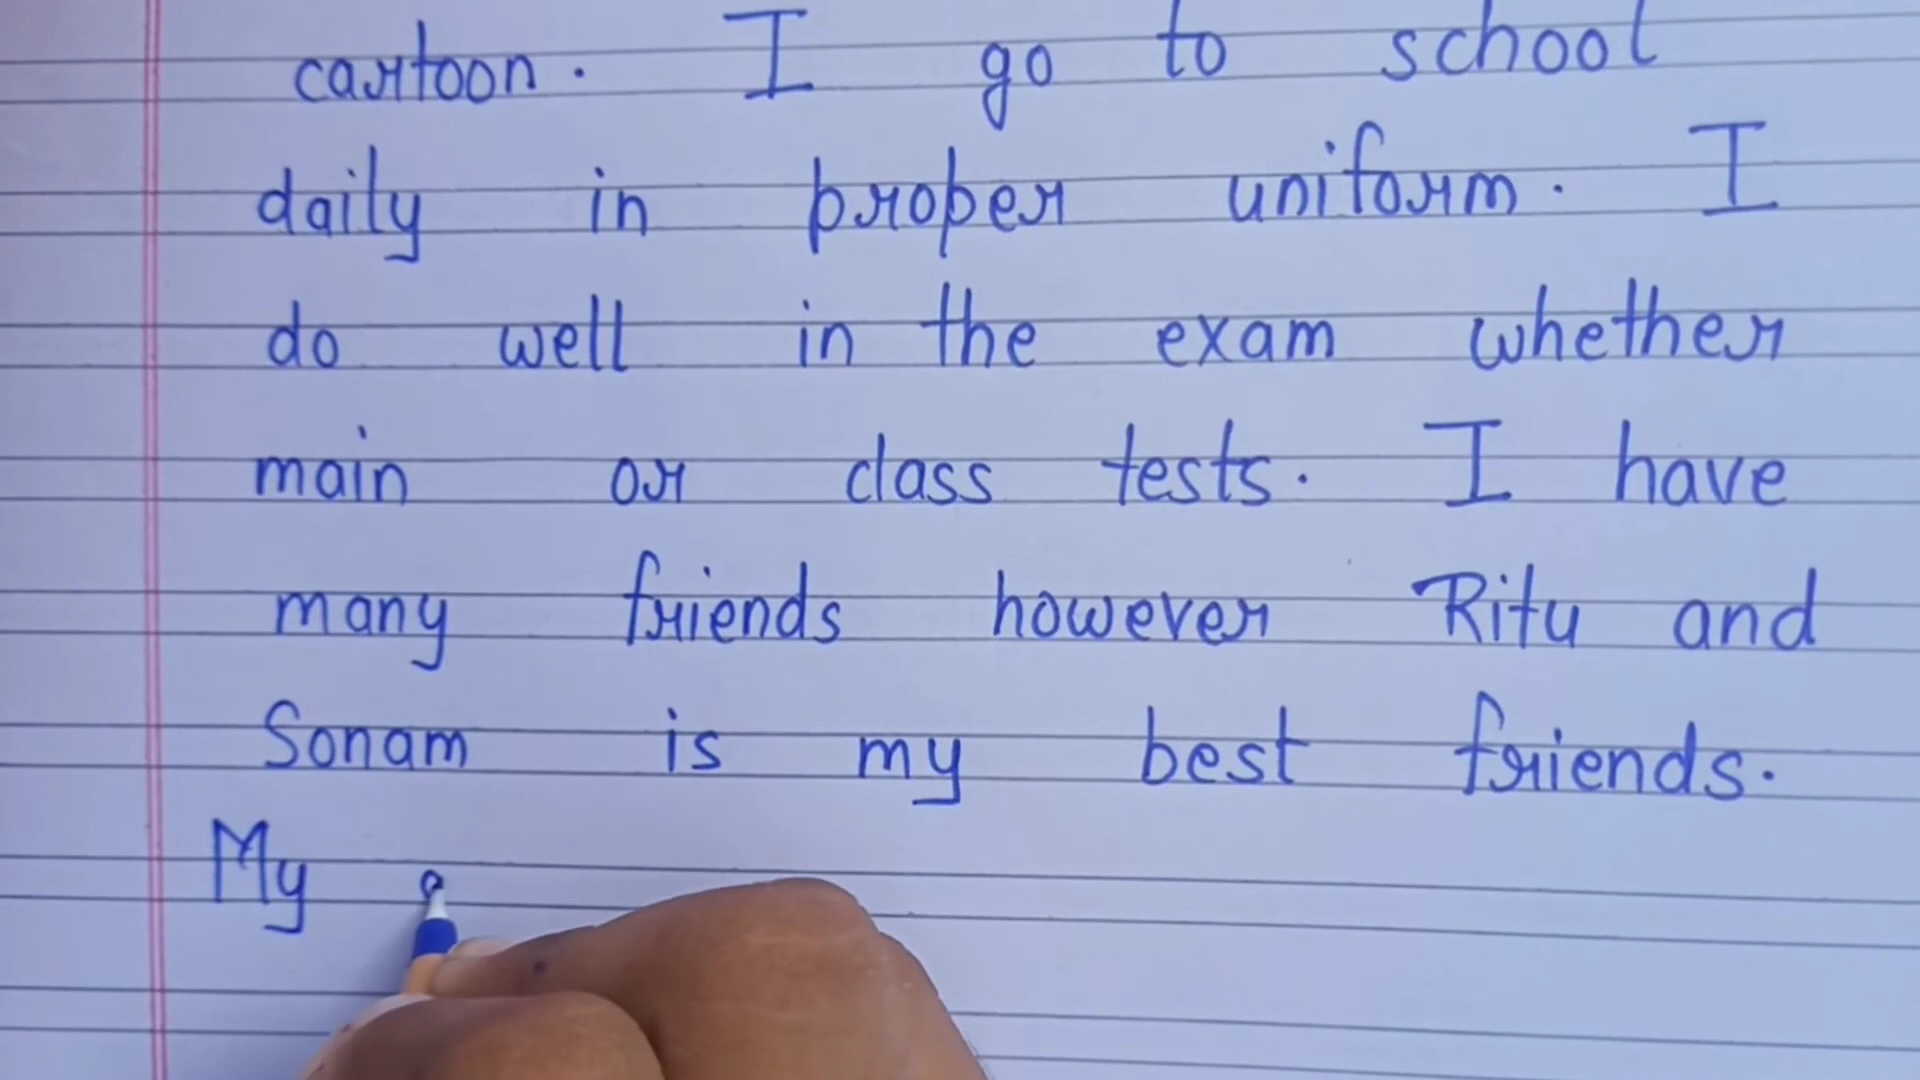 cartoon. I go to school
daily in proper uniform. I
do well in the exam whether
main or class tests. I have
many friends however Ritu and
Sonam is my best friends.
My